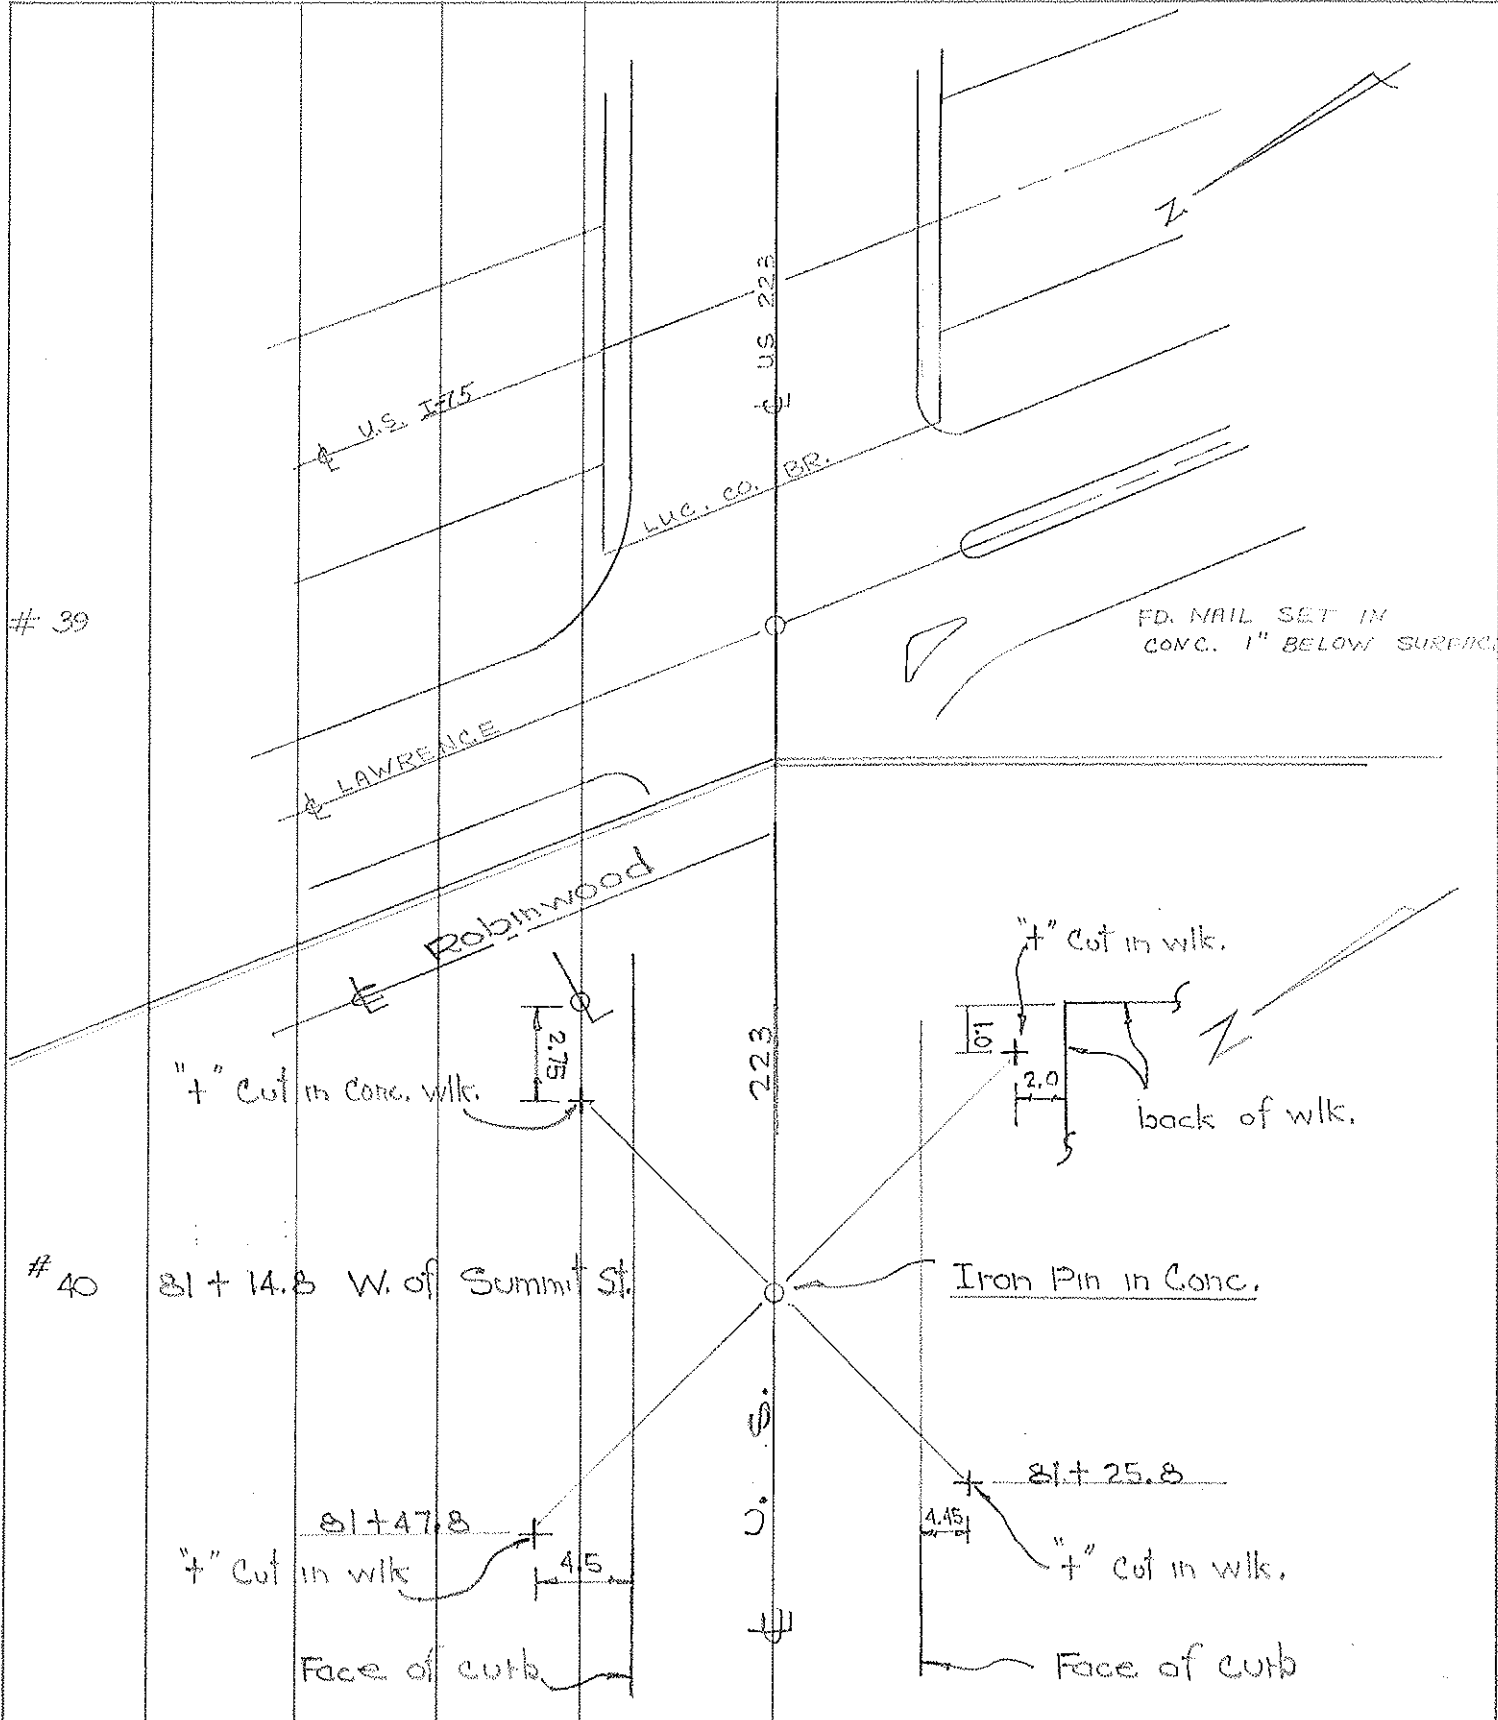 US 223
℄
N
℄ U.S. I-75
LUC. CO. BR.
# 39
FD. NAIL SET IN
CONC. 1" BELOW SURFACE
℄ LAWRENCE
℄ Robinwood
"+" Cut in wlk.
2.75
1.0
N
"+" Cut in Conc. wlk.
223
2.0
back of wlk.
# 40 81 + 14.8 W. of Summit St.
Iron Pin in Conc.
U. S.
81+25.8
81+47.8
4.45
"+" Cut in wlk
4.5
"+" Cut in wlk.
℄
Face of curb
Face of curb